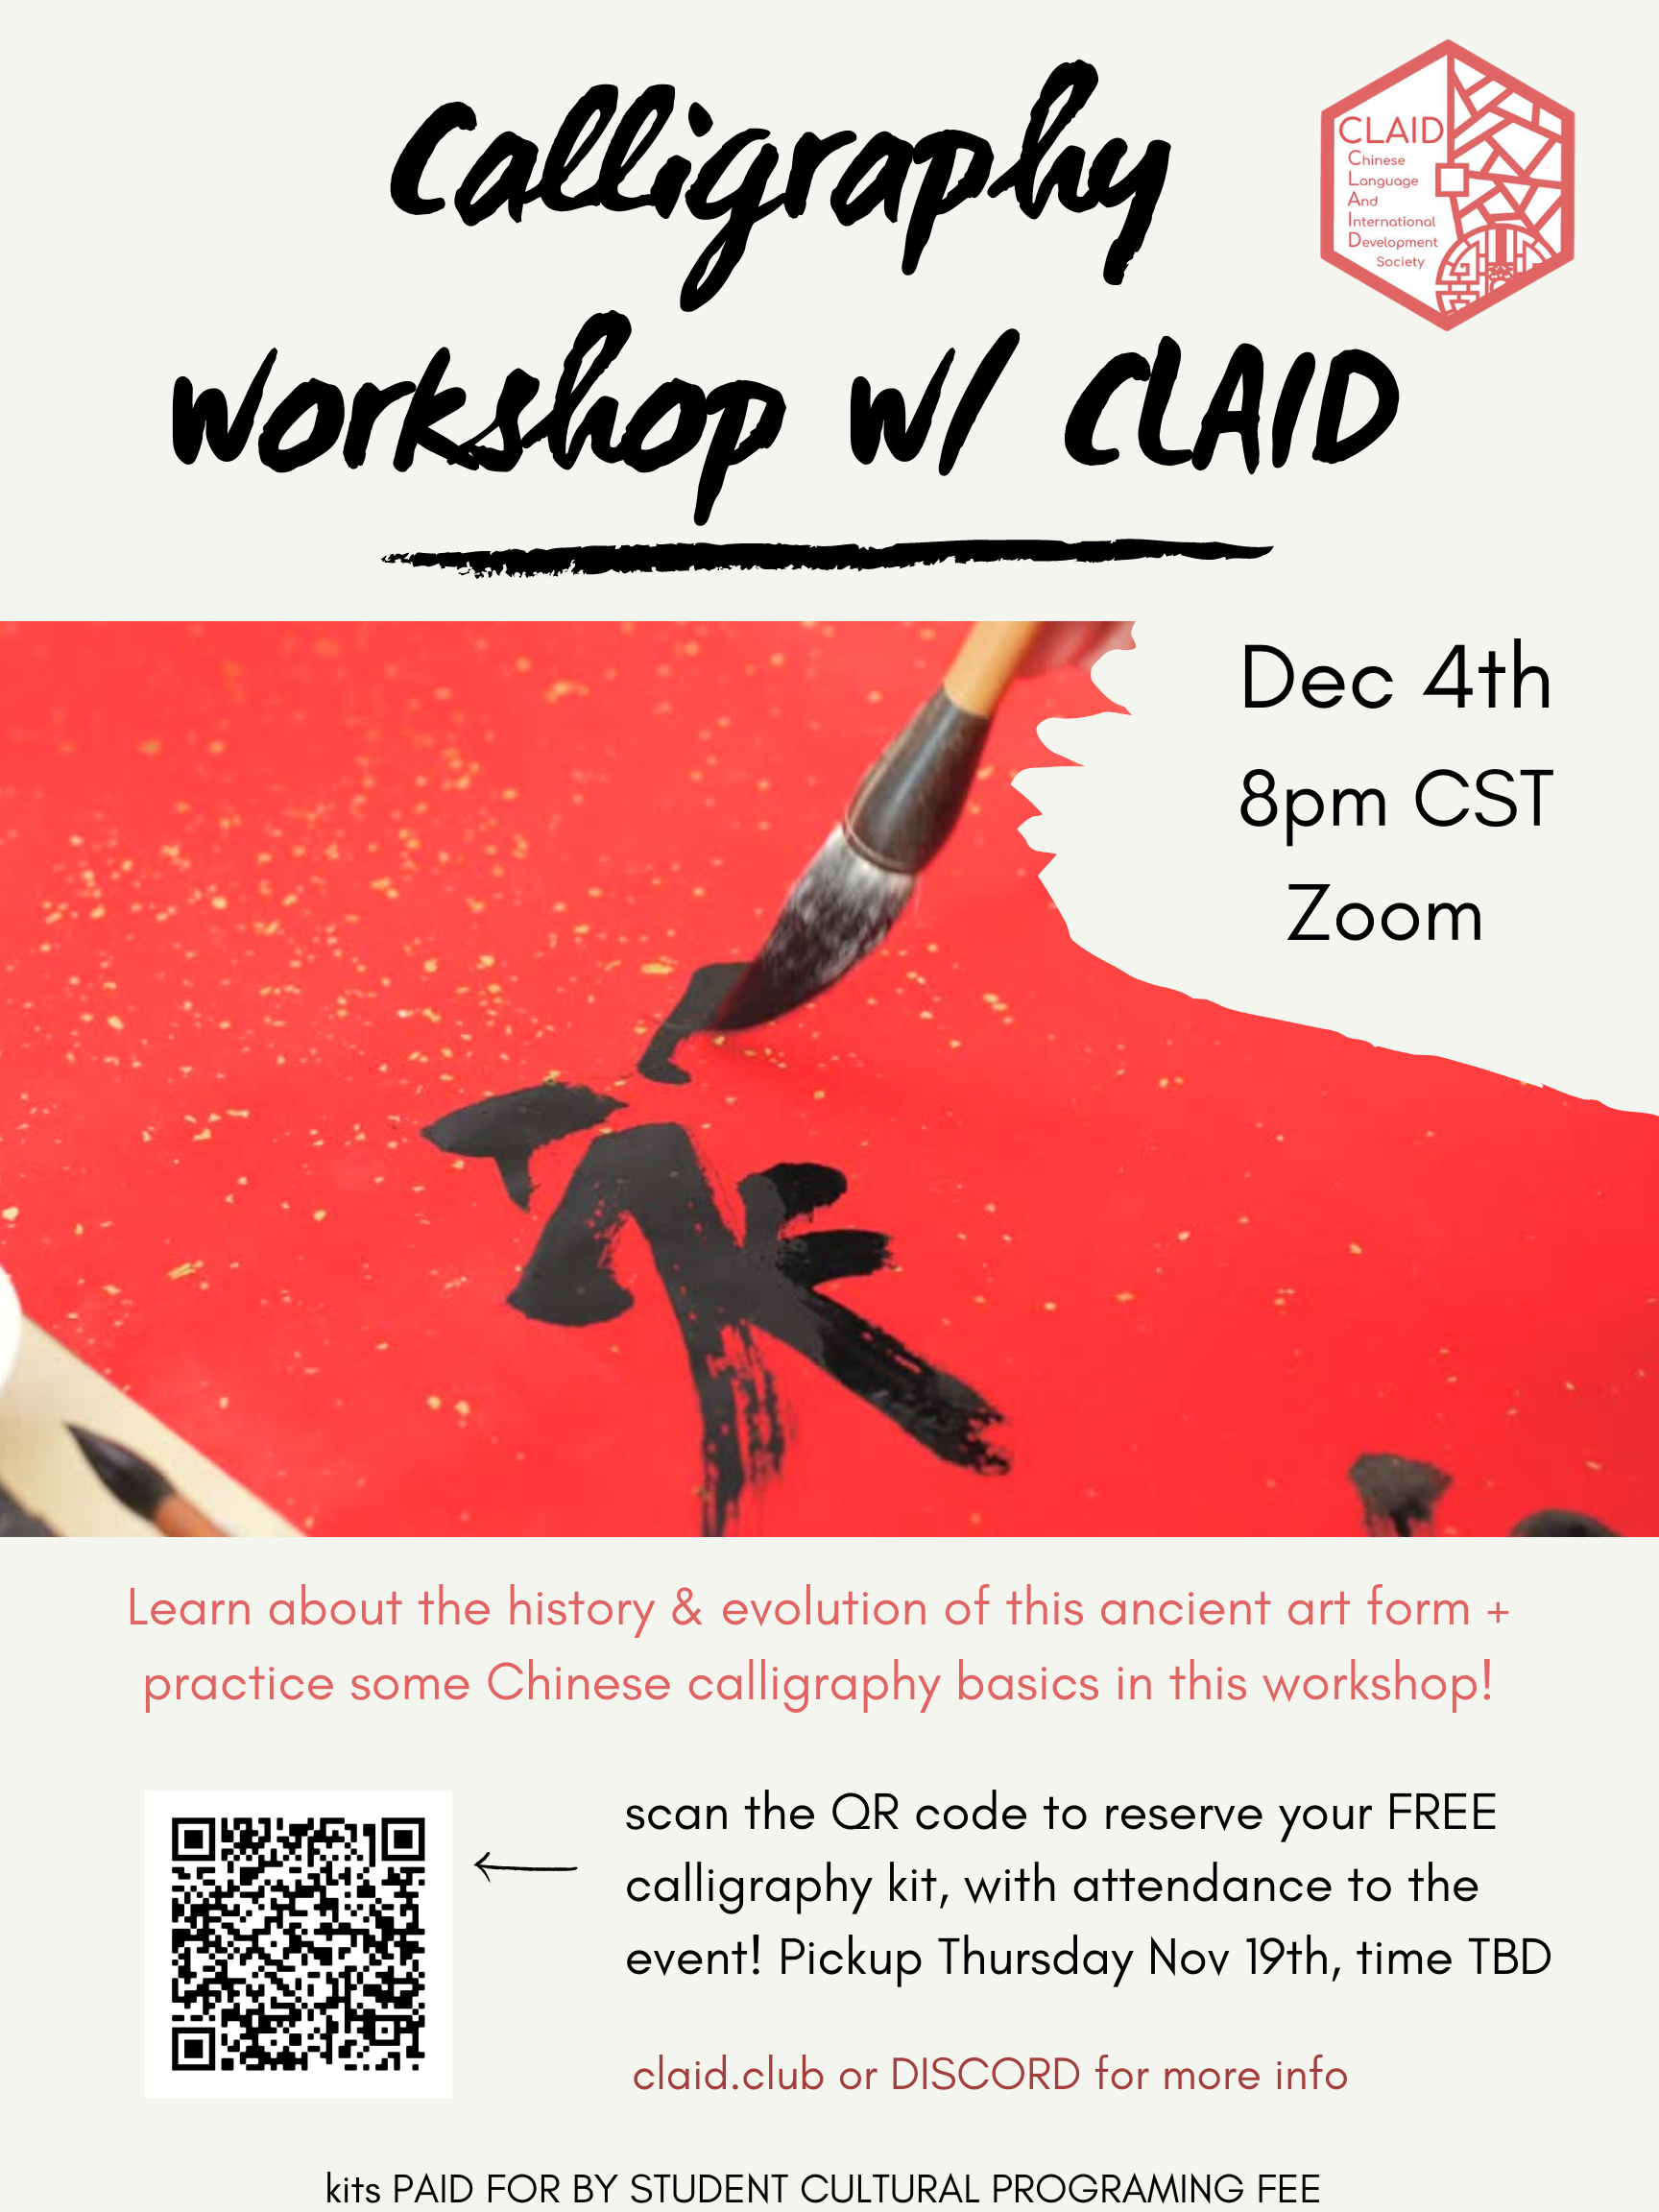 Calligraphy
Workshop w/ CLAID
CLAID
Chinese
Language
And
International
Development
Society
Dec 4th
8pm CST
Zoom
Learn about the history & evolution of this ancient art form +
practice some Chinese calligraphy basics in this workshop!
scan the QR code to reserve your FREE
calligraphy kit, with attendance to the
event! Pickup Thursday Nov 19th, time TBD
claid.club or DISCORD for more info
kits PAID FOR BY STUDENT CULTURAL PROGRAMING FEE